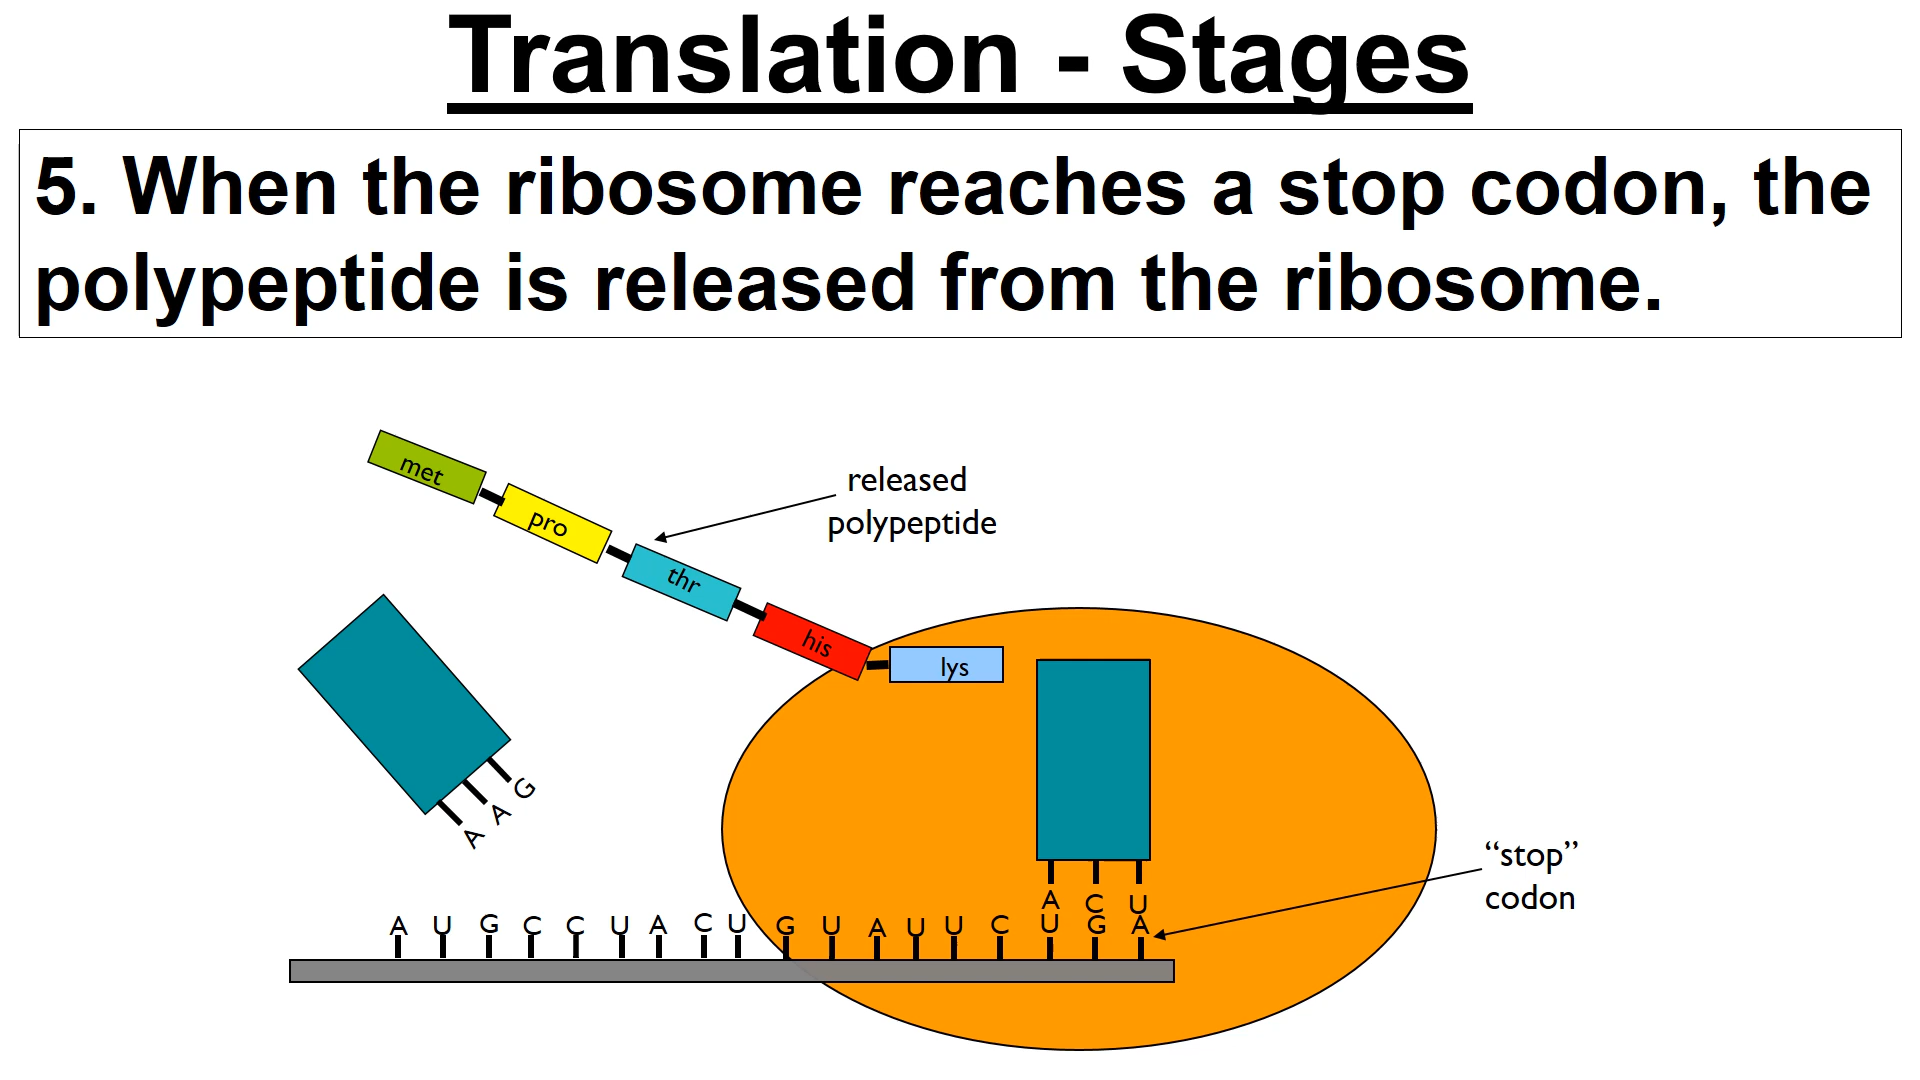 Translation - Stages
5. When the ribosome reaches a stop codon, the
polypeptide is released from the ribosome.
met
pro
thr
his
lys
released
polypeptide
A A G
A C U
A U G C C U A C U G U A U U C U G A
“stop”
codon